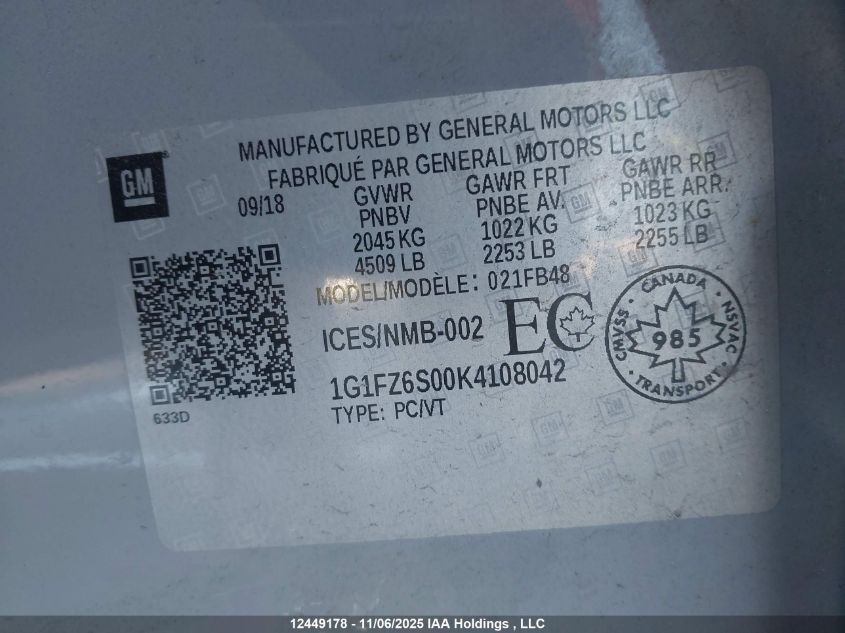 MANUFACTURED BY GENERAL MOTORS LLC
FABRIQUÉ PAR GENERAL MOTORS LLC
GM
09/18
GVWR
PNBV
2045 KG
4509 LB
GAWR FRT
PNBE AV.
1022 KG
2253 LB
GAWR RR
PNBE ARR.
1023 KG
2255 LB
MODEL/MODÈLE: 021FB48
ICES/NMB-002
EC
CANADA
CMVSS
985
NSVAC
TRANSPORT
1G1FZ6S00K4108042
TYPE: PC/VT
633D
12449178 - 11/06/2025 IAA Holdings , LLC